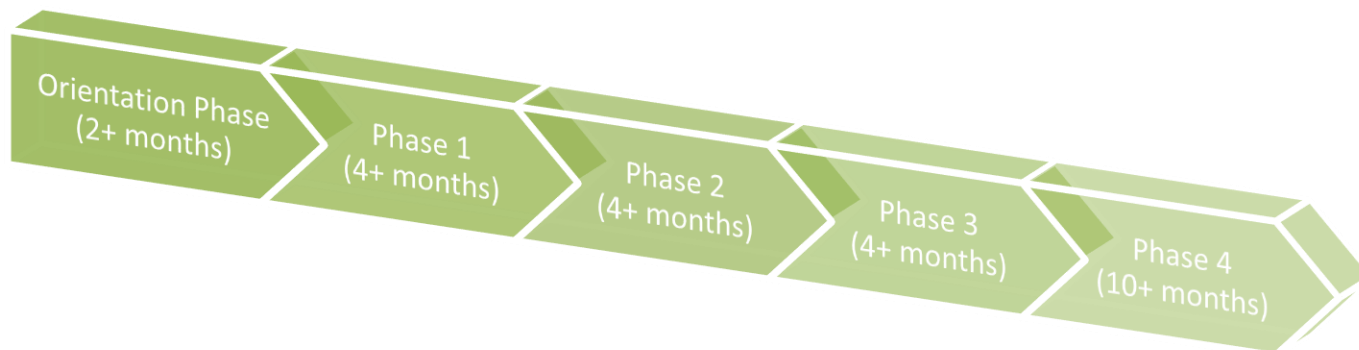 Orientation Phase
(2+ months)
Phase 1
(4+ months)
Phase 2
(4+ months)
Phase 3
(4+ months)
Phase 4
(10+ months)